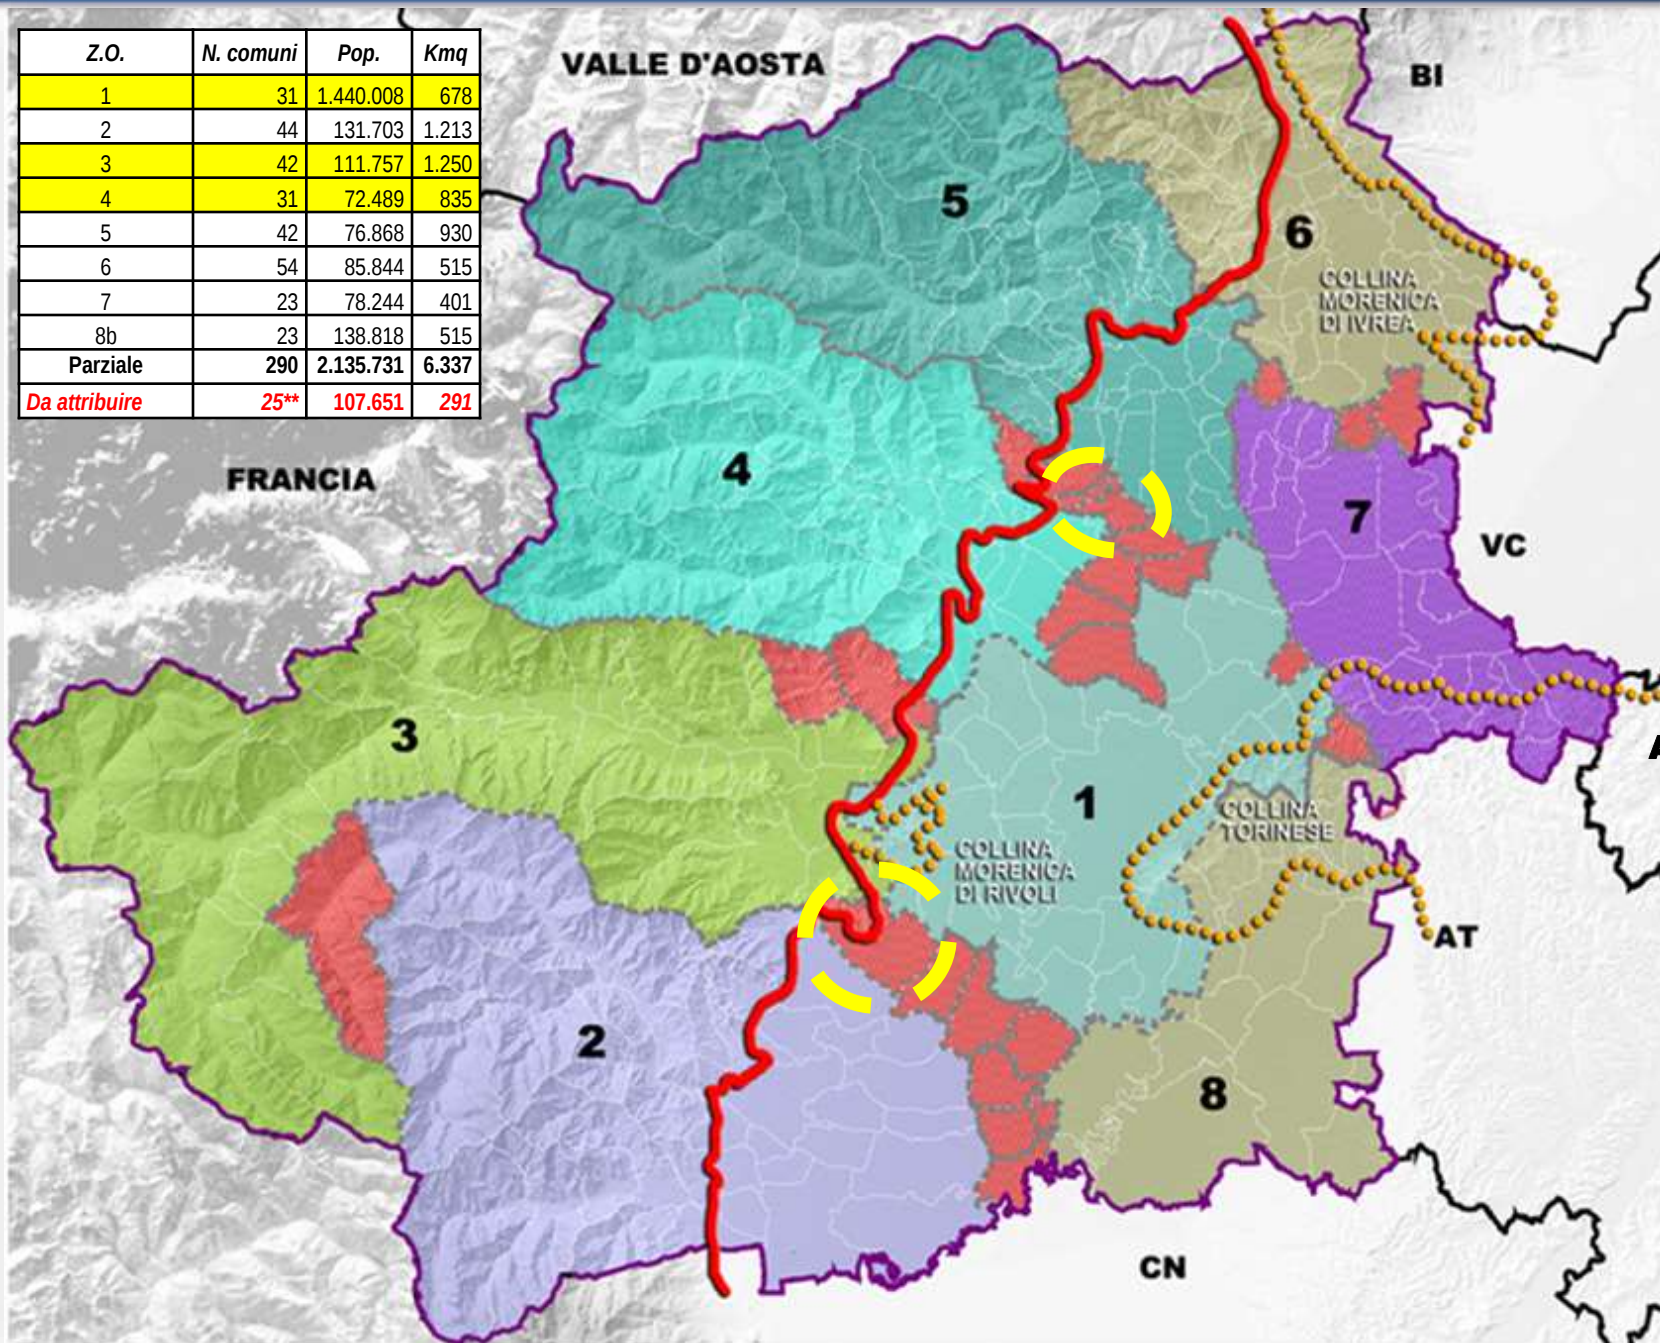 Z.O. N. comuni Pop. Kmq
1 31 1.440.008 678
2 44 131.703 1.213
3 42 111.757 1.250
4 31 72.489 835
5 42 76.868 930
6 54 85.844 515
7 23 78.244 401
8b 23 138.818 515
Parziale 290 2.135.731 6.337
Da attribuire 25** 107.651 291
VALLE D'AOSTA
BI
5
6
COLLINA
MORENICA
DI IVREA
4
FRANCIA
7
VC
3
A
1
COLLINA
TORINESE
COLLINA
MORENICA
DI RIVOLI
AT
2
8
CN